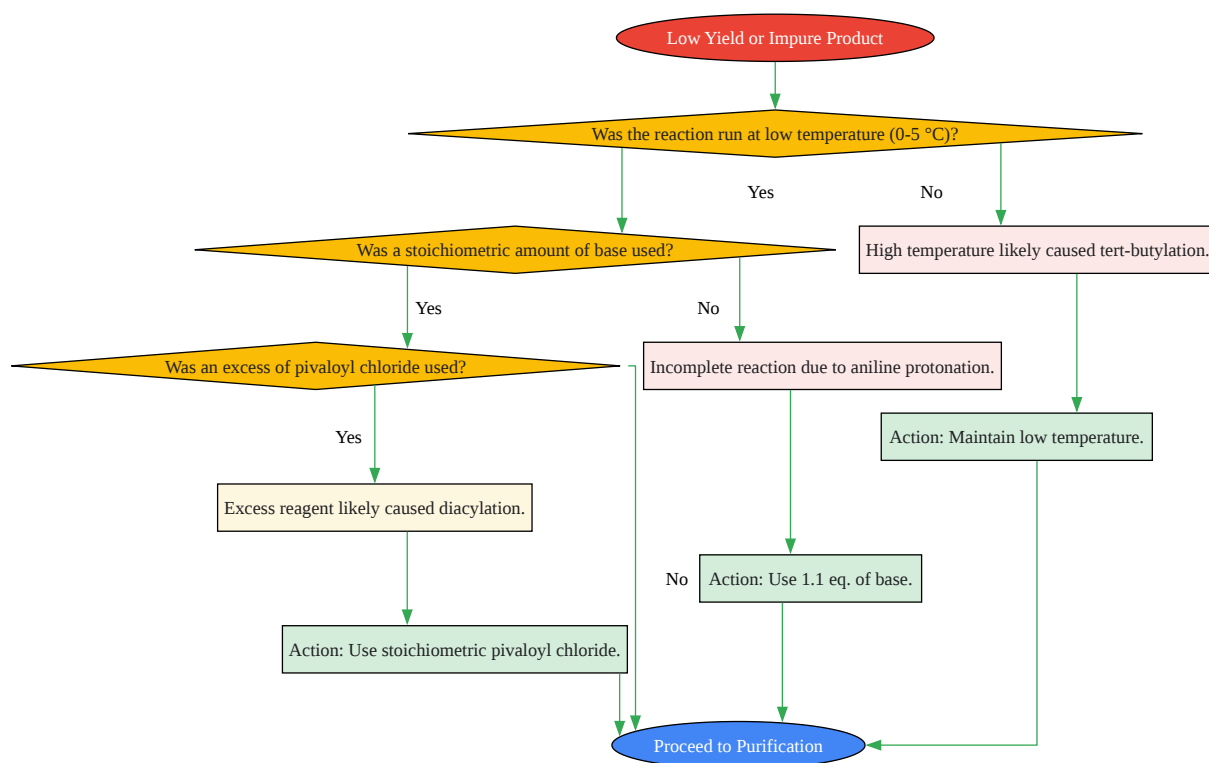 Low Yield or Impure Product
Was the reaction run at low temperature (0-5 °C)?
Yes
No
Was a stoichiometric amount of base used?
High temperature likely caused tert-butylation.
Yes
No
Was an excess of pivaloyl chloride used?
Incomplete reaction due to aniline protonation.
Yes
Action: Maintain low temperature.
Excess reagent likely caused diacylation.
No
Action: Use 1.1 eq. of base.
Action: Use stoichiometric pivaloyl chloride.
Proceed to Purification